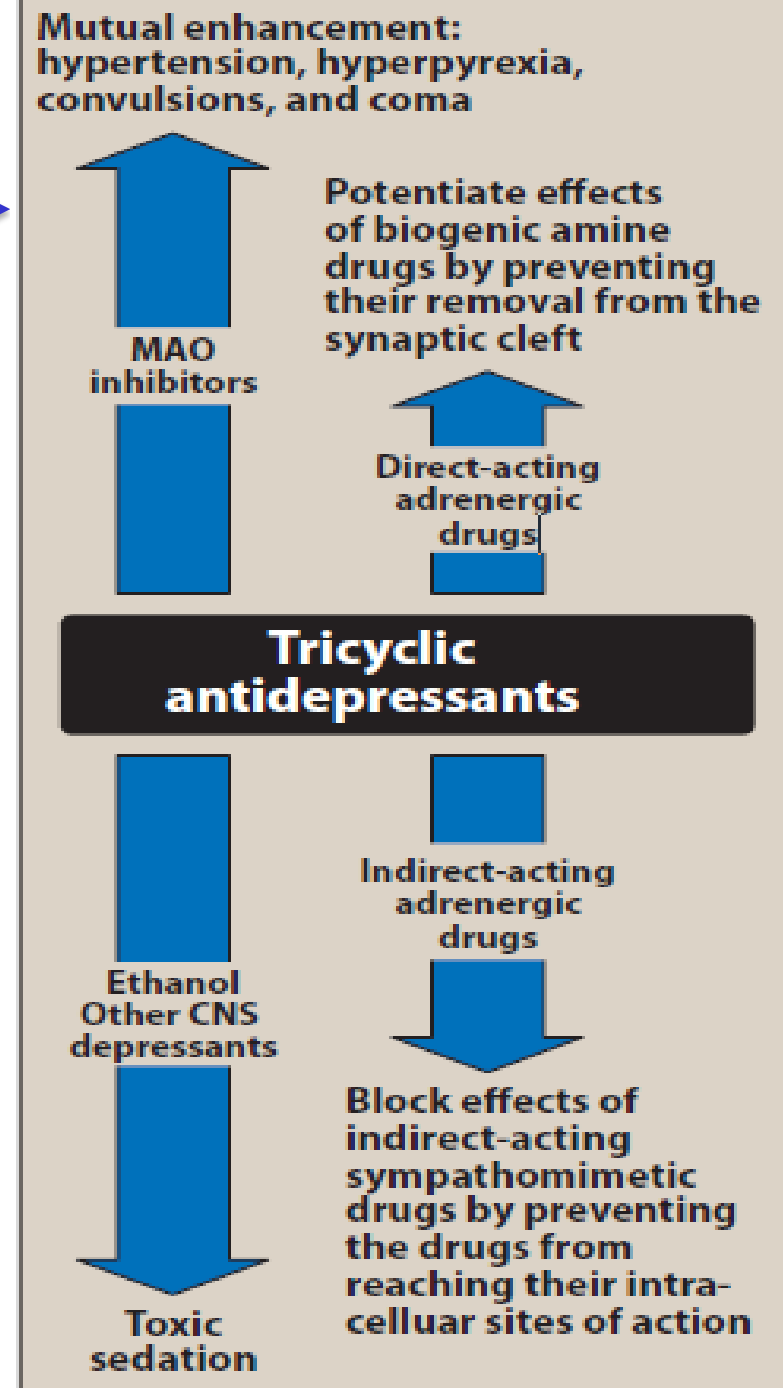 Mutual enhancement:
hypertension, hyperpyrexia,
convulsions, and coma
Potentiate effects
of biogenic amine
drugs by preventing
their removal from the
synaptic cleft
MAO
inhibitors
Direct-acting
adrenergic
drugs
Tricyclic
antidepressants
Indirect-acting
adrenergic
drugs
Ethanol
Other CNS
depressants
Block effects of
indirect-acting
sympathomimetic
drugs by preventing
the drugs from
reaching their intra-
celluar sites of action
Toxic
sedation